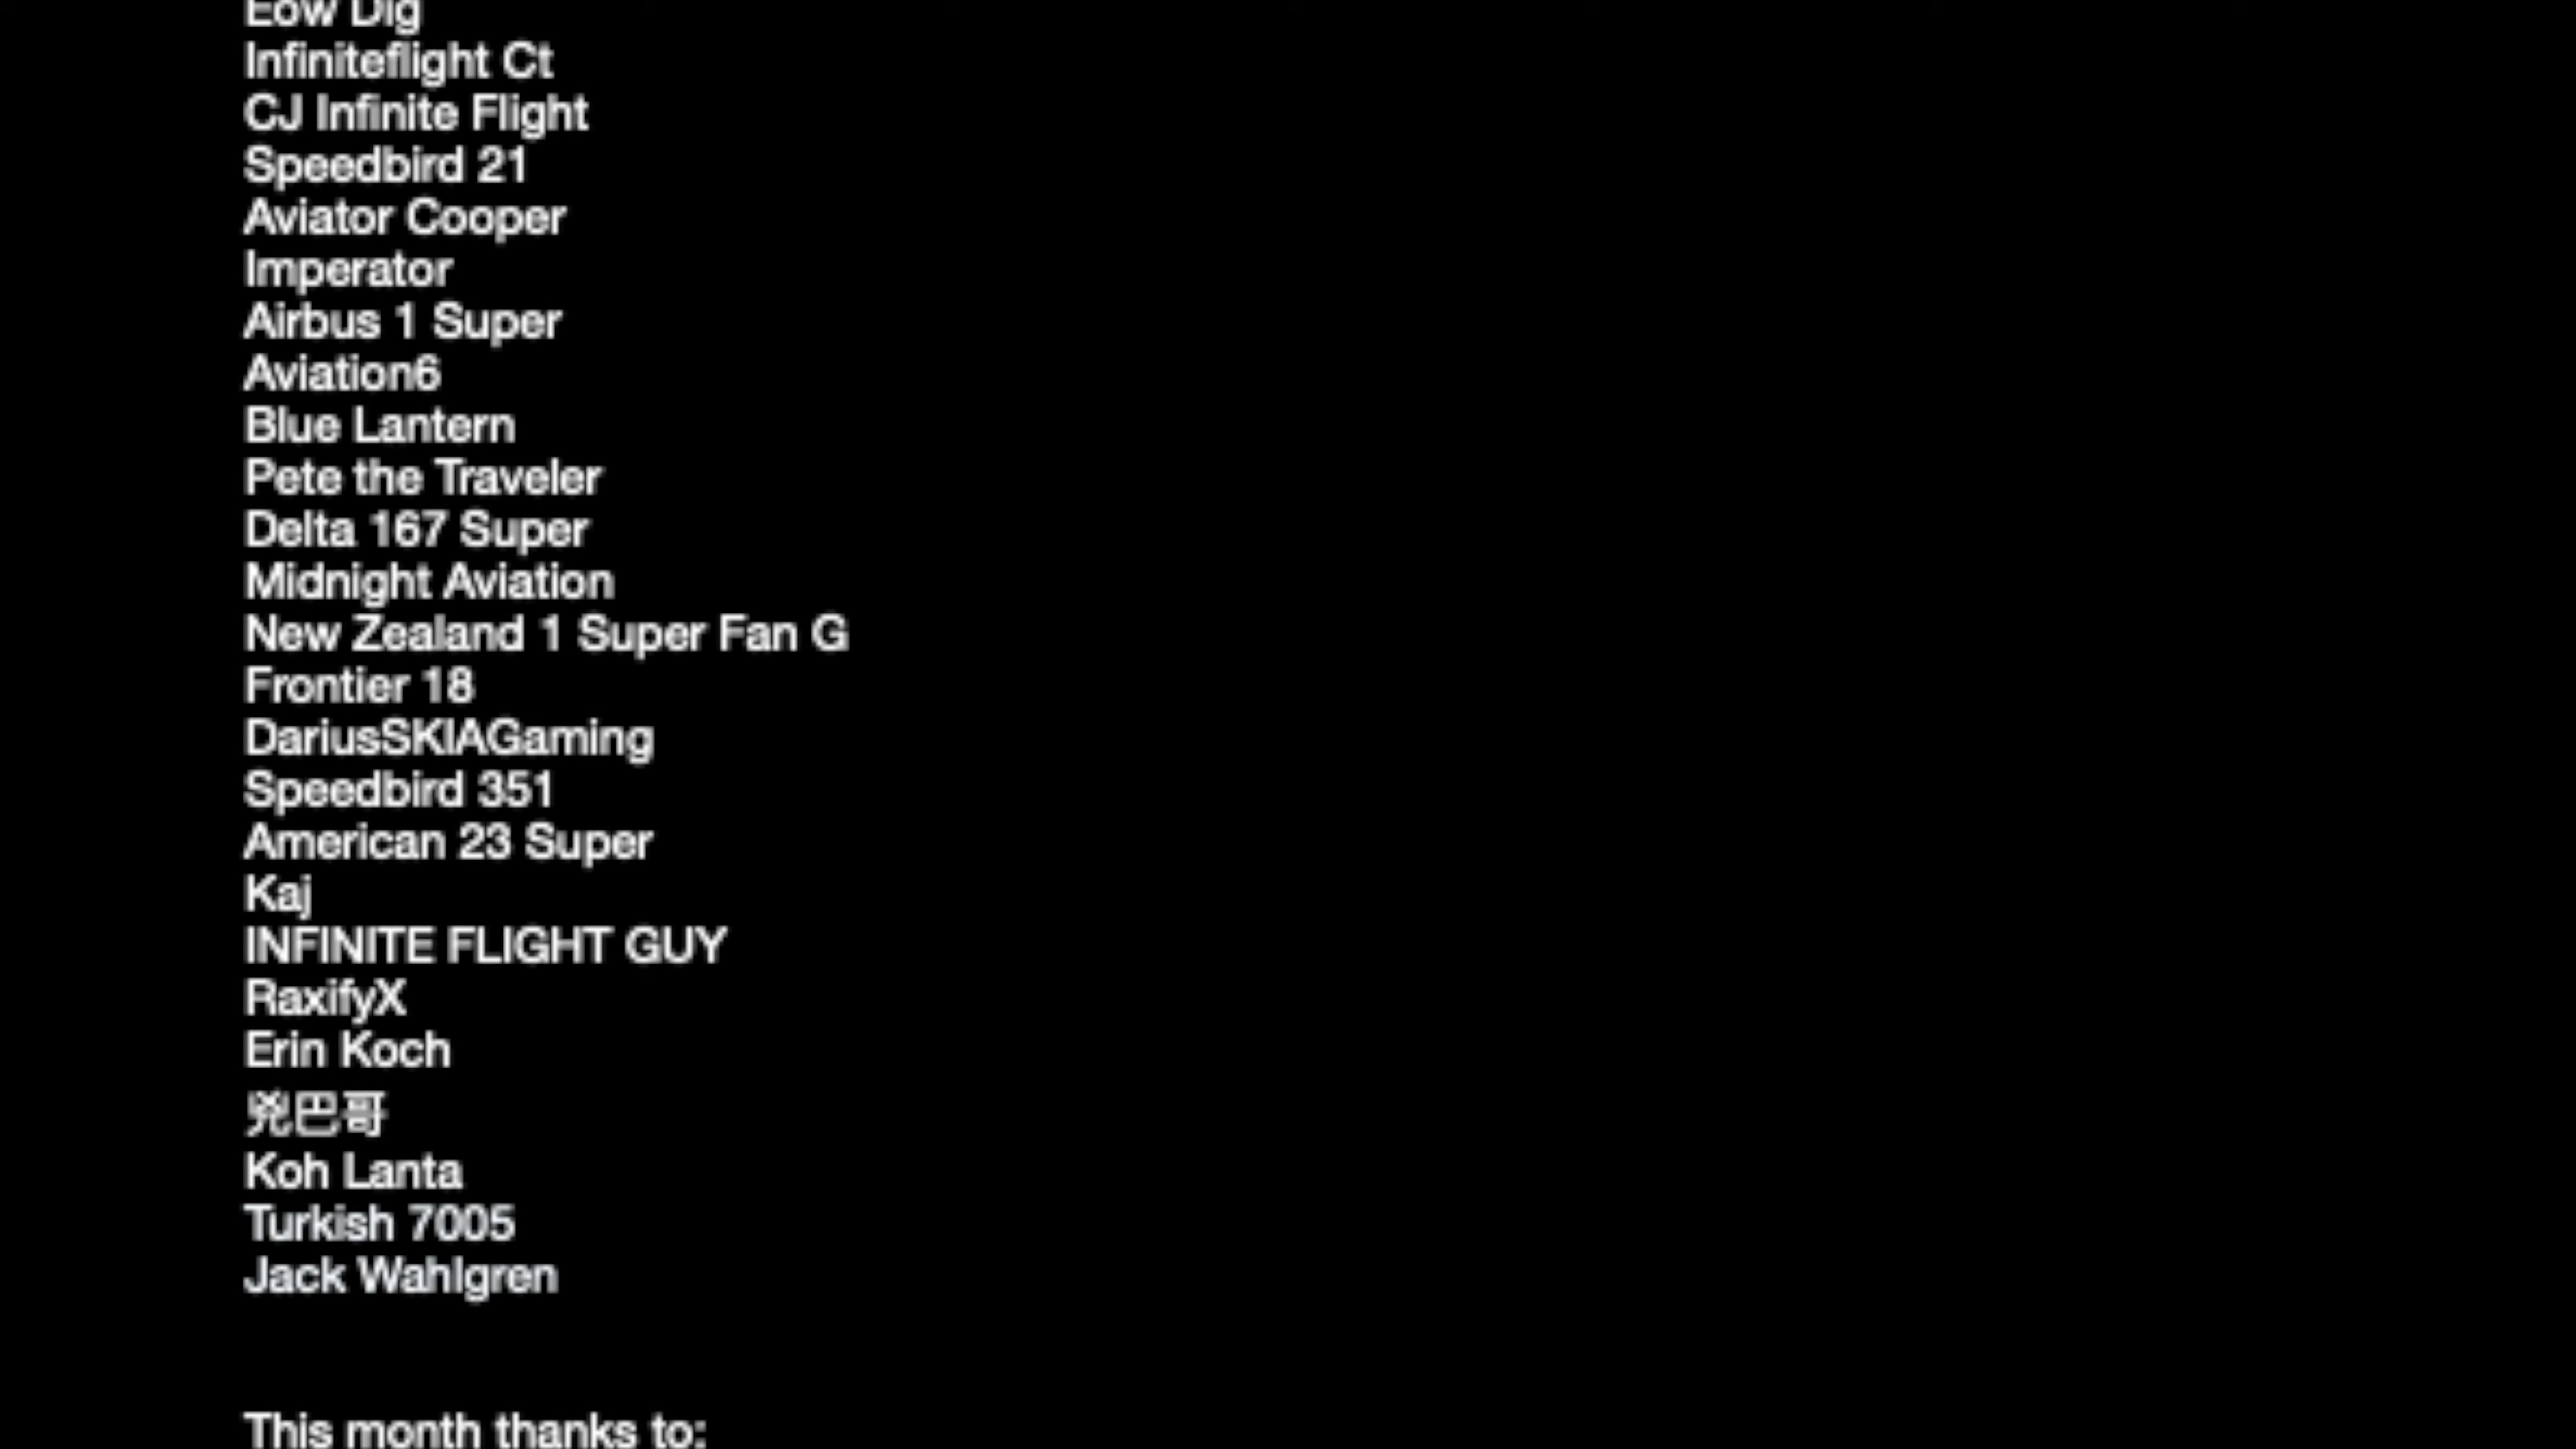 Eow Dig
Infiniteflight Ct
CJ Infinite Flight
Speedbird 21
Aviator Cooper
Imperator
Airbus 1 Super
Aviation6
Blue Lantern
Pete the Traveler
Delta 167 Super
Midnight Aviation
New Zealand 1 Super Fan G
Frontier 18
DariusSKIAGaming
Speedbird 351
American 23 Super
Kaj
INFINITE FLIGHT GUY
RaxifyX
Erin Koch
兇巴哥
Koh Lanta
Turkish 7005
Jack Wahlgren
This month thanks to: